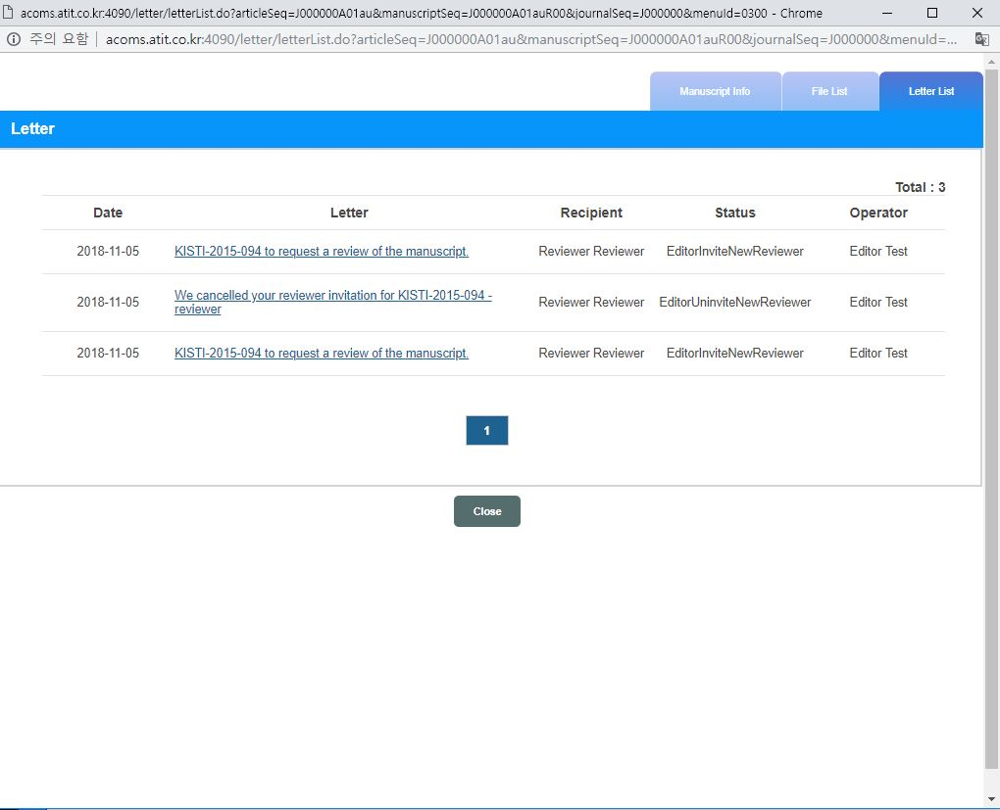 acoms.atit.co.kr:4090/letter/letterList.do?articleSeq=J000000A01au&manuscriptSeq=J000000A01auR00&journalSeq=J000000&menuId=0300 - Chrome
주의 요함 | acoms.atit.co.kr:4090/letter/letterList.do?articleSeq=J000000A01au&manuscriptSeq=J000000A01auR00&journalSeq=J000000&menuId=...
Manuscript Info File List Letter List
Letter
Total : 3
Date Letter Recipient Status Operator
2018-11-05 KISTI-2015-094 to request a review of the manuscript. Reviewer Reviewer EditorInviteNewReviewer Editor Test
2018-11-05 We cancelled your reviewer invitation for KISTI-2015-094 - Reviewer Reviewer EditorUninviteNewReviewer Editor Test
reviewer
2018-11-05 KISTI-2015-094 to request a review of the manuscript. Reviewer Reviewer EditorInviteNewReviewer Editor Test
1
Close